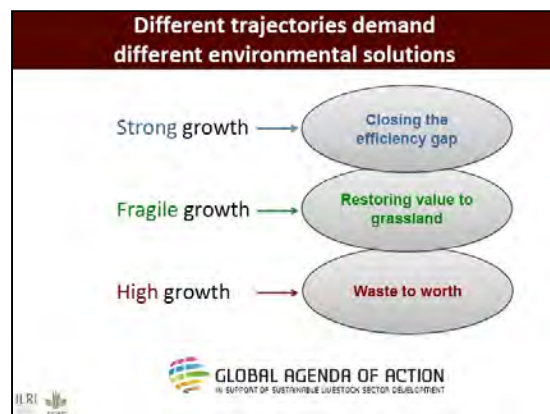 Different trajectories demand
different environmental solutions
Strong growth
Closing the
efficiency gap
Fragile growth
Restoring value to
grassland
High growth
Waste to worth
GLOBAL AGENDA OF ACTION
IN SUPPORT OF SUSTAINABLE LIVESTOCK SECTOR DEVELOPMENT
ILRI